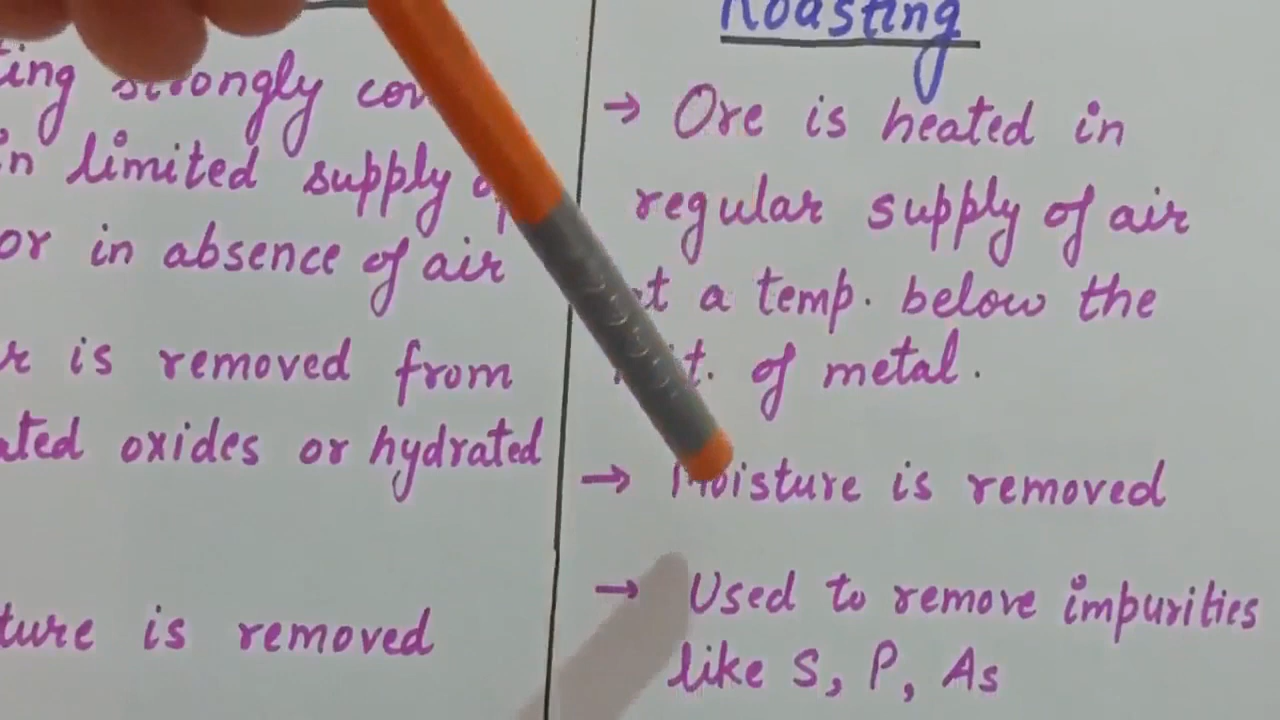 ting strongly
in limited supply
or in absence of air
r is removed from
ated oxides or hydrated
ture is removed
Roasting
→ Ore is heated in
regular supply of air
at a temp. below the
of metal.
→ Moisture is removed
→ Used to remove impurities
like S, P, As